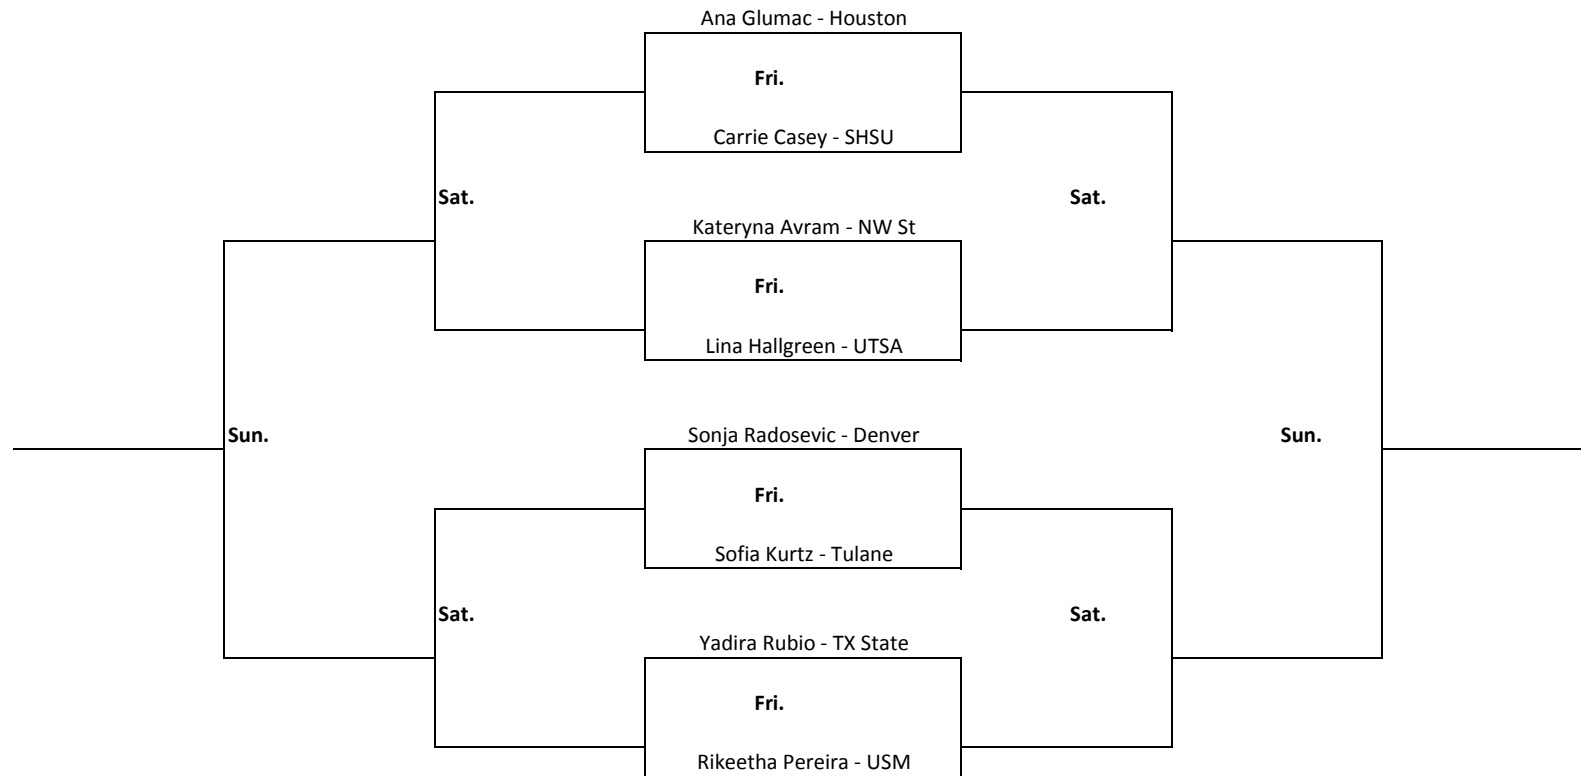 Ana Glumac - Houston
Fri.
Carrie Casey - SHSU
Sat.
Sat.
Kateryna Avram - NW St
Fri.
Lina Hallgreen - UTSA
Sun.
Sonja Radosevic - Denver
Sun.
Fri.
Sofia Kurtz - Tulane
Sat.
Sat.
Yadira Rubio - TX State
Fri.
Rikeetha Pereira - USM